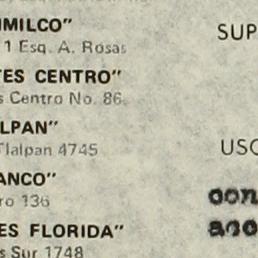 IMILCO"
1 Esq. A. Rosas
SUP
TES CENTRO"
s Centro No. 86
LPAN"
Tlalpan 4745
USO
ANCO"
ro 136
con
ES FLORIDA"
s Sur 1748